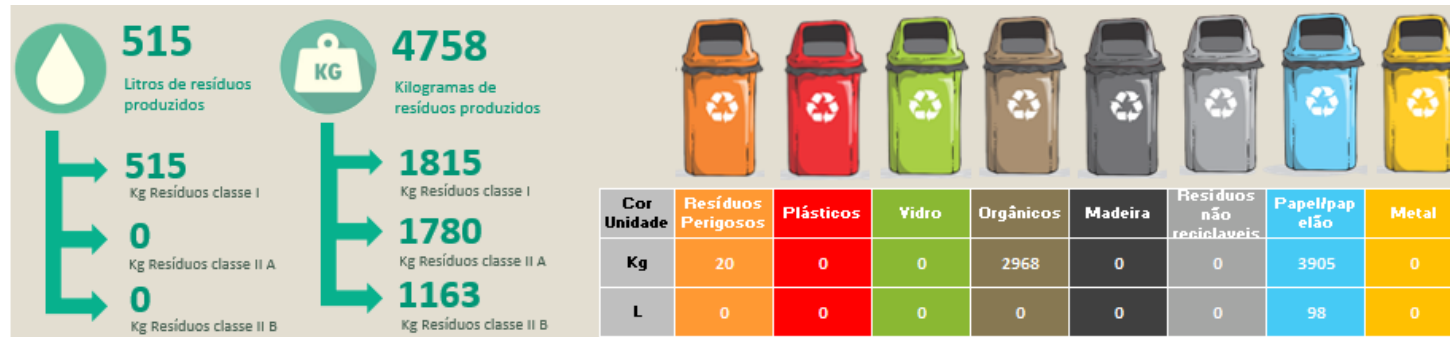 515
Litros de resíduos
produzidos
515
Kg Resíduos classe I
0
Kg Resíduos classe II A
0
Kg Resíduos classe II B
KG
4758
Kilogramas de
resíduos produzidos
1815
Kg Resíduos classe I
1780
Kg Resíduos classe II A
1163
Kg Resíduos classe II B
Cor Unidade Resíduos Perigosos Plásticos Vidro Orgânicos Madeira Resíduos não reciclaveis Papel/pap elão Metal
Kg 20 0 0 2968 0 0 3905 0
L 0 0 0 0 0 0 98 0